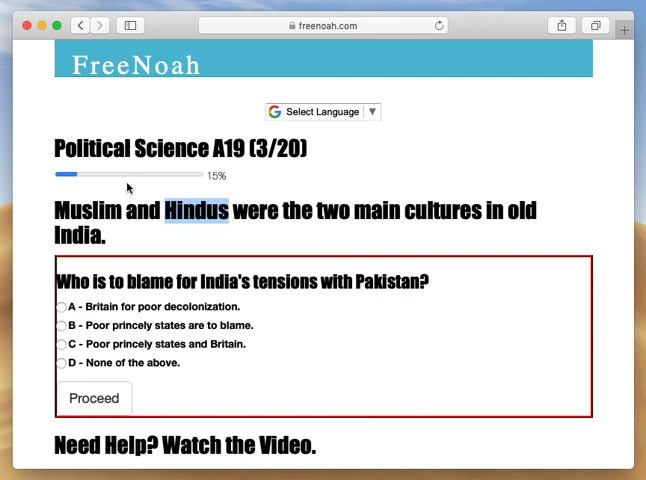 freenoah.com
FreeNoah
Select Language
Political Science A19 (3/20)
15%
Muslim and Hindus were the two main cultures in old
India.
Who is to blame for India's tensions with Pakistan?
A - Britain for poor decolonization.
B - Poor princely states are to blame.
C - Poor princely states and Britain.
D - None of the above.
Proceed
Need Help? Watch the Video.